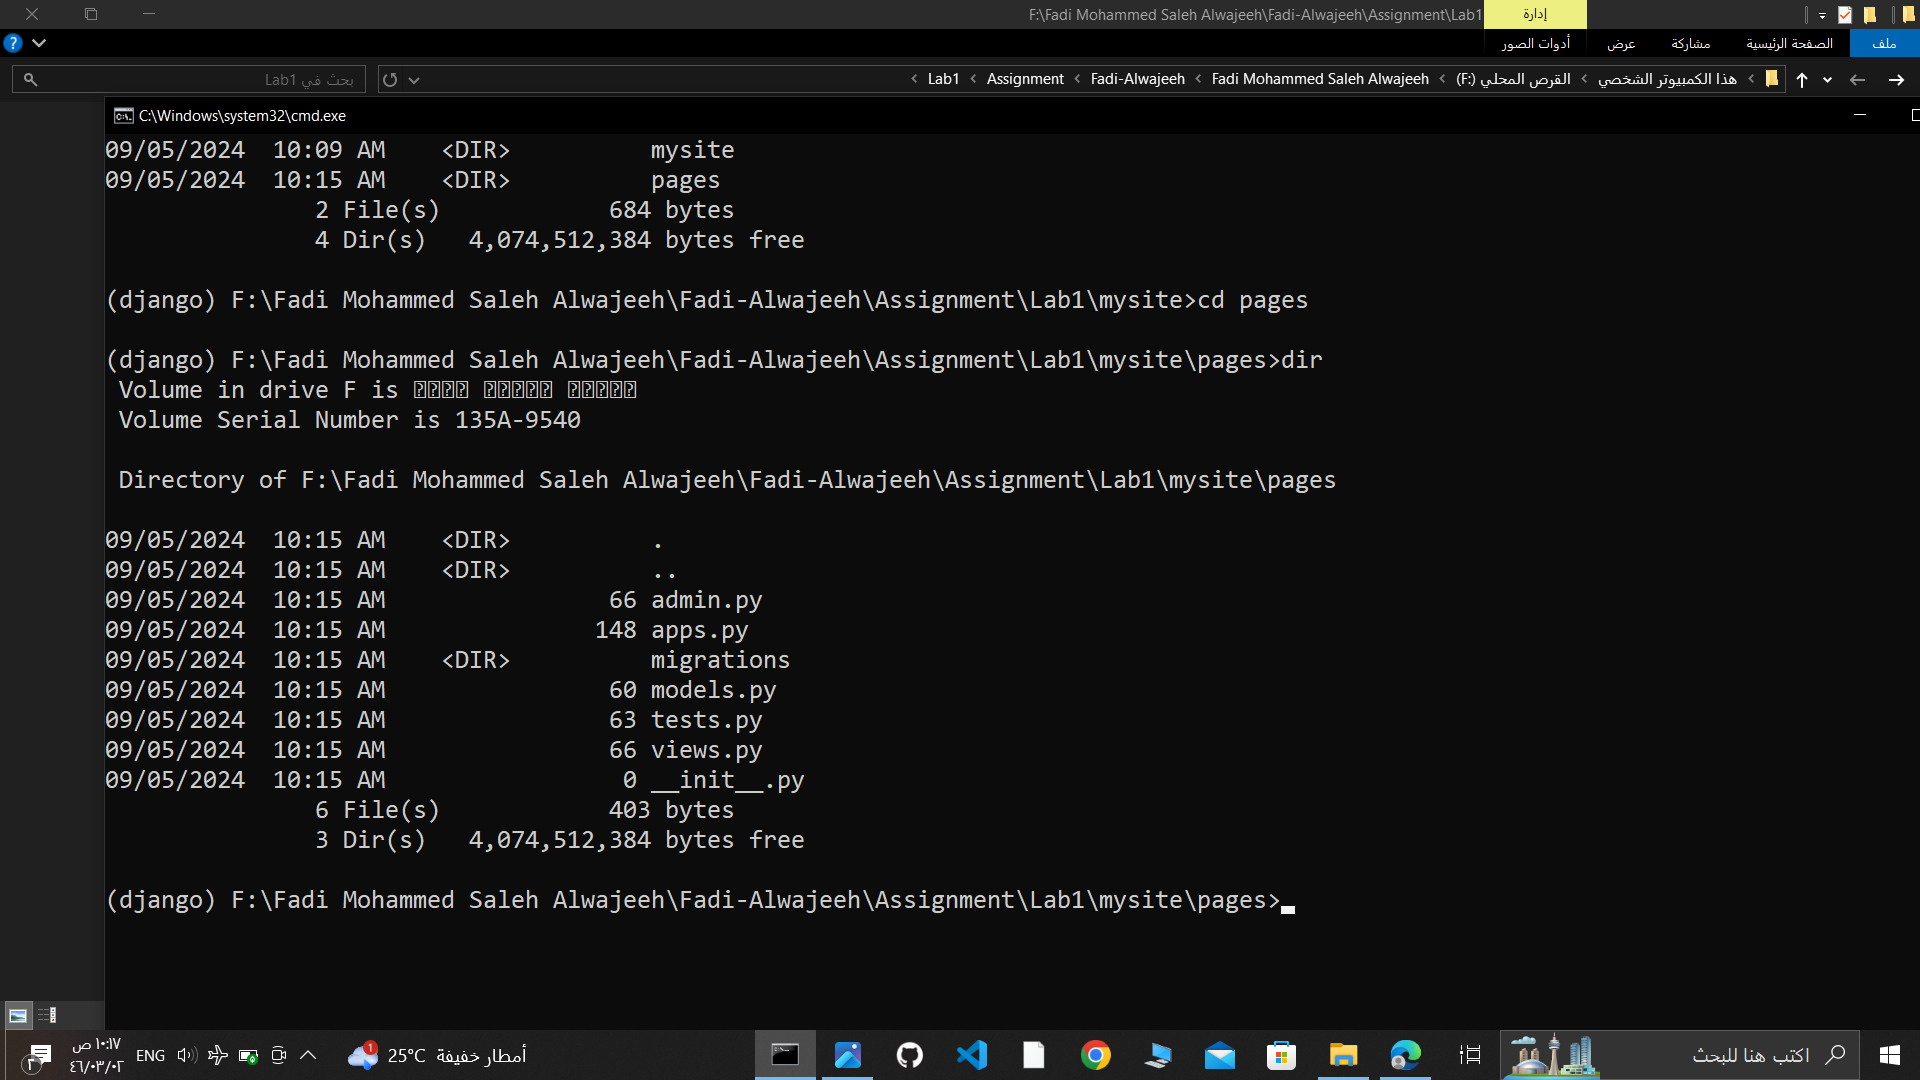 F:\Fadi Mohammed Saleh Alwajeeh\Fadi-Alwajeeh\Assignment\Lab1
إدارة
ملف
الصفحة الرئيسية
مشاركة
عرض
أدوات الصور
هذا الكمبيوتر الشخصي
القرص المحلي (F:)
Fadi Mohammed Saleh Alwajeeh
Fadi-Alwajeeh
Assignment
Lab1
بحث في Lab1
C:\Windows\system32\cmd.exe
09/05/2024  10:09 AM    <DIR>          mysite
09/05/2024  10:15 AM    <DIR>          pages
2 File(s)            684 bytes
4 Dir(s)   4,074,512,384 bytes free
(django) F:\Fadi Mohammed Saleh Alwajeeh\Fadi-Alwajeeh\Assignment\Lab1\mysite>cd pages
(django) F:\Fadi Mohammed Saleh Alwajeeh\Fadi-Alwajeeh\Assignment\Lab1\mysite\pages>dir
Volume in drive F is
Volume Serial Number is 135A-9540
Directory of F:\Fadi Mohammed Saleh Alwajeeh\Fadi-Alwajeeh\Assignment\Lab1\mysite\pages
09/05/2024  10:15 AM    <DIR>          .
09/05/2024  10:15 AM    <DIR>          ..
09/05/2024  10:15 AM                66 admin.py
09/05/2024  10:15 AM               148 apps.py
09/05/2024  10:15 AM    <DIR>          migrations
09/05/2024  10:15 AM                60 models.py
09/05/2024  10:15 AM                63 tests.py
09/05/2024  10:15 AM                66 views.py
09/05/2024  10:15 AM                 0 __init__.py
6 File(s)            403 bytes
3 Dir(s)   4,074,512,384 bytes free
(django) F:\Fadi Mohammed Saleh Alwajeeh\Fadi-Alwajeeh\Assignment\Lab1\mysite\pages>
اكتب هنا للبحث
25°C أمطار خفيفة
1
ENG
١٠:١٧ ص
٤٦/٠٣/٠٢
٣